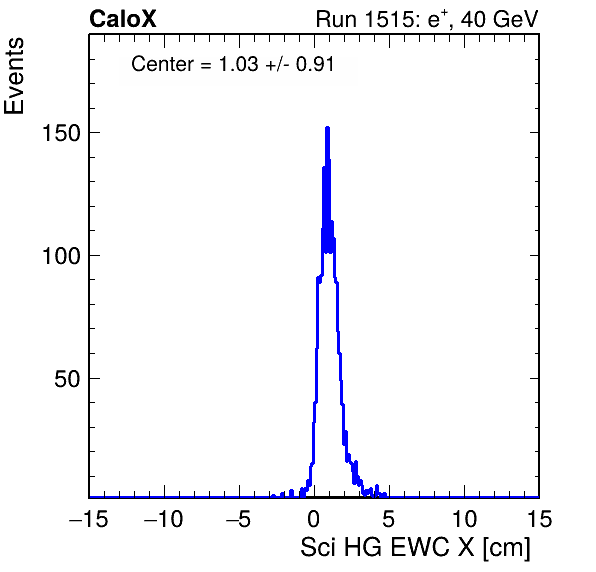 CaloX Run 1515: e⁺, 40 GeV
Center = 1.03 +/- 0.91
Events
150
100
50
−15 −10 −5 0 5 10 15
Sci HG EWC X [cm]